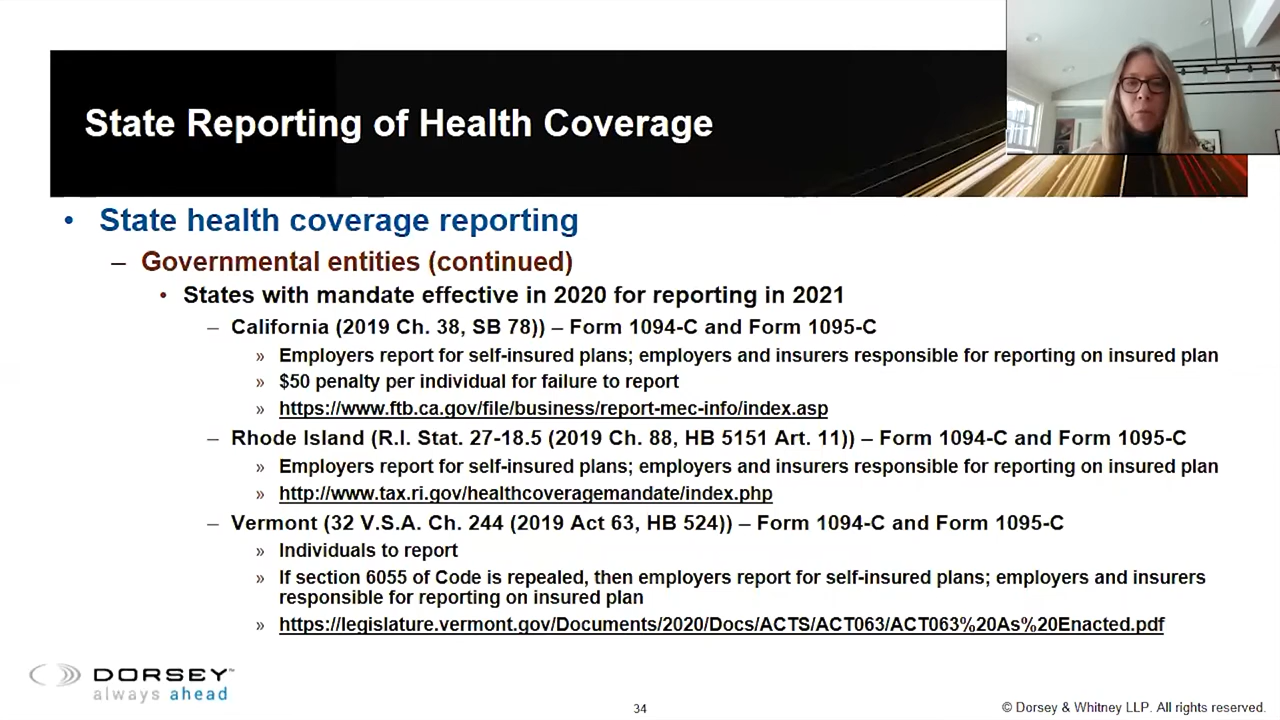 State Reporting of Health Coverage
• State health coverage reporting
– Governmental entities (continued)
• States with mandate effective in 2020 for reporting in 2021
– California (2019 Ch. 38, SB 78)) – Form 1094-C and Form 1095-C
» Employers report for self-insured plans; employers and insurers responsible for reporting on insured plan
» $50 penalty per individual for failure to report
» https://www.ftb.ca.gov/file/business/report-mec-info/index.asp
– Rhode Island (R.I. Stat. 27-18.5 (2019 Ch. 88, HB 5151 Art. 11)) – Form 1094-C and Form 1095-C
» Employers report for self-insured plans; employers and insurers responsible for reporting on insured plan
» http://www.tax.ri.gov/healthcoveragemandate/index.php
– Vermont (32 V.S.A. Ch. 244 (2019 Act 63, HB 524)) – Form 1094-C and Form 1095-C
» Individuals to report
» If section 6055 of Code is repealed, then employers report for self-insured plans; employers and insurers
responsible for reporting on insured plan
» https://legislature.vermont.gov/Documents/2020/Docs/ACTS/ACT063/ACT063%20As%20Enacted.pdf
DORSEY™
always ahead
34
© Dorsey & Whitney LLP. All rights reserved.